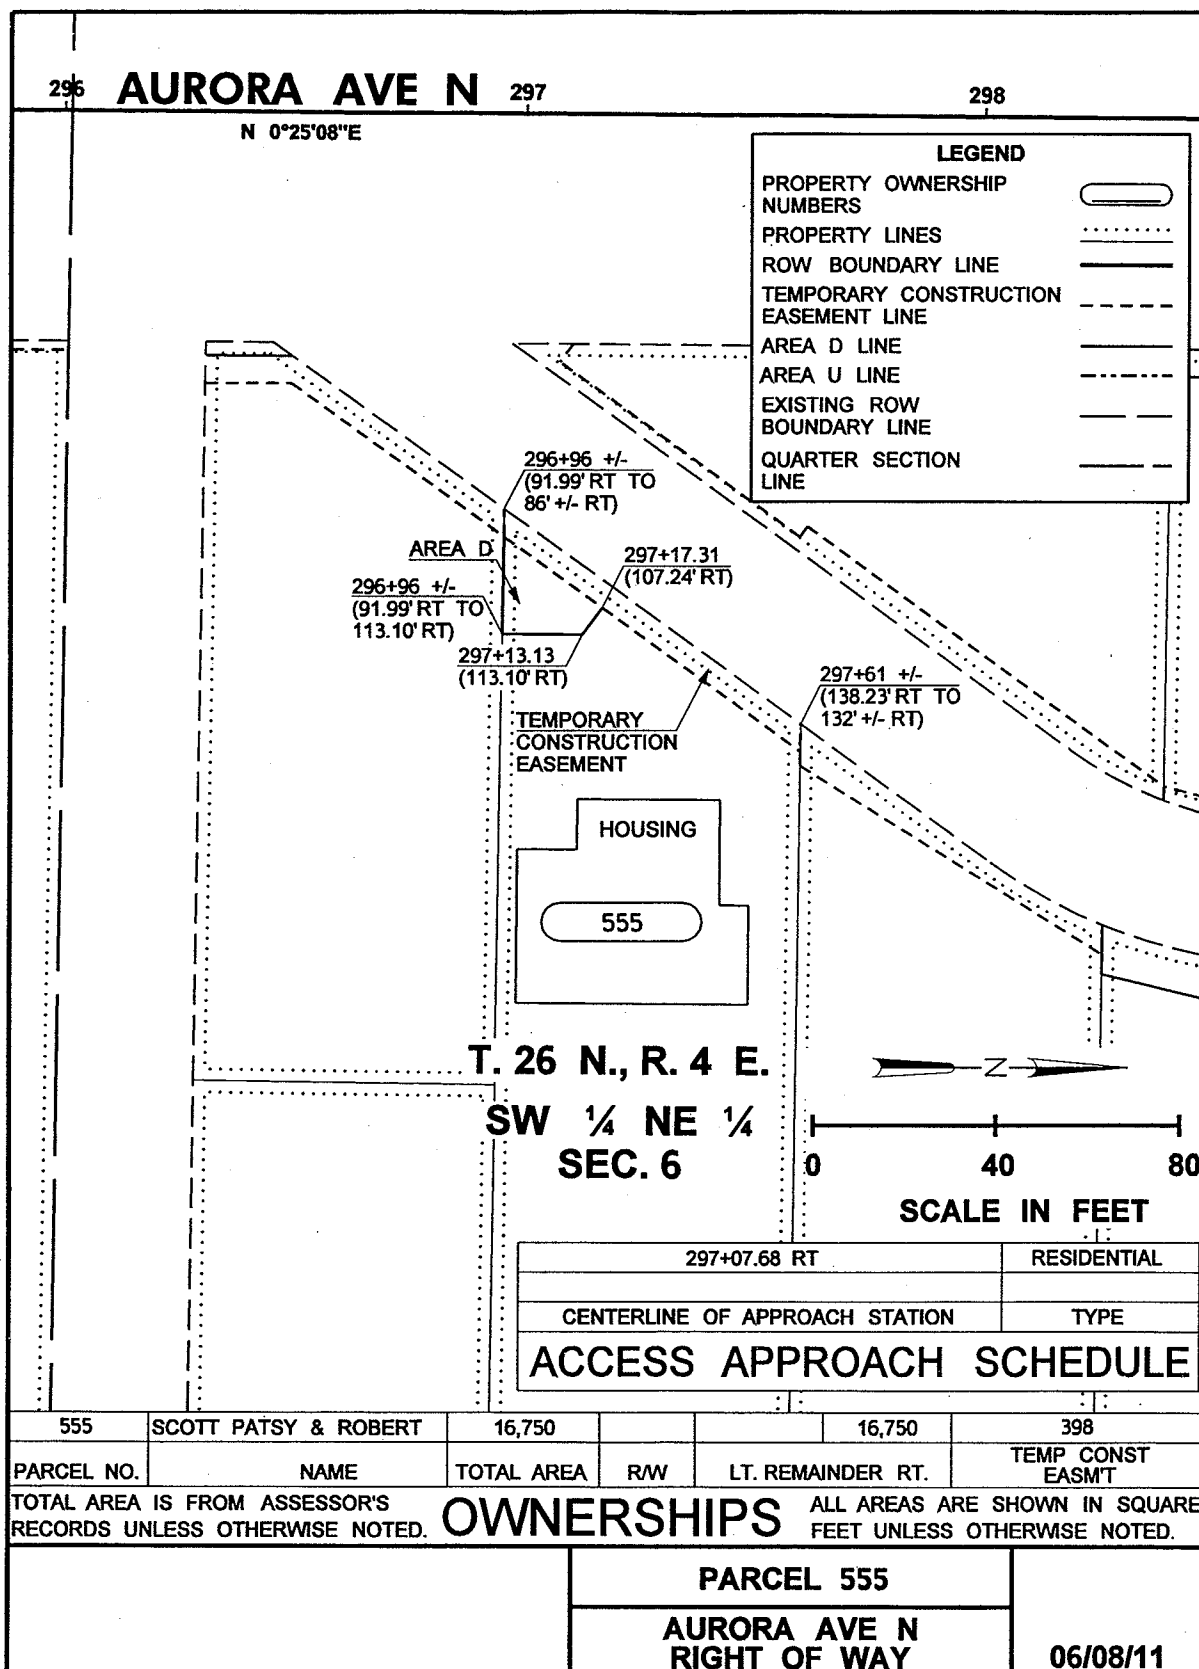 296 AURORA AVE N 297 298
N 0°25'08"E
LEGEND
PROPERTY OWNERSHIP
NUMBERS
PROPERTY LINES
ROW BOUNDARY LINE
TEMPORARY CONSTRUCTION
EASEMENT LINE
AREA D LINE
AREA U LINE
EXISTING ROW
BOUNDARY LINE
QUARTER SECTION
LINE
296+96 +/-
(91.99' RT TO
86' +/- RT)
AREA D
297+17.31
(107.24' RT)
296+96 +/-
(91.99' RT TO
113.10' RT)
297+13.13
(113.10' RT)
297+61 +/-
(138.23' RT TO
132' +/- RT)
TEMPORARY
CONSTRUCTION
EASEMENT
HOUSING
555
T. 26 N., R. 4 E.
SW ¼ NE ¼
SEC. 6
N
0 40 80
SCALE IN FEET
297+07.68 RT RESIDENTIAL
CENTERLINE OF APPROACH STATION TYPE
ACCESS APPROACH SCHEDULE
555 SCOTT PATSY & ROBERT 16,750 16,750 398
PARCEL NO. NAME TOTAL AREA R/W LT. REMAINDER RT. TEMP CONST
EASM'T
TOTAL AREA IS FROM ASSESSOR'S
RECORDS UNLESS OTHERWISE NOTED.
OWNERSHIPS
ALL AREAS ARE SHOWN IN SQUARE
FEET UNLESS OTHERWISE NOTED.
PARCEL 555
AURORA AVE N
RIGHT OF WAY
06/08/11